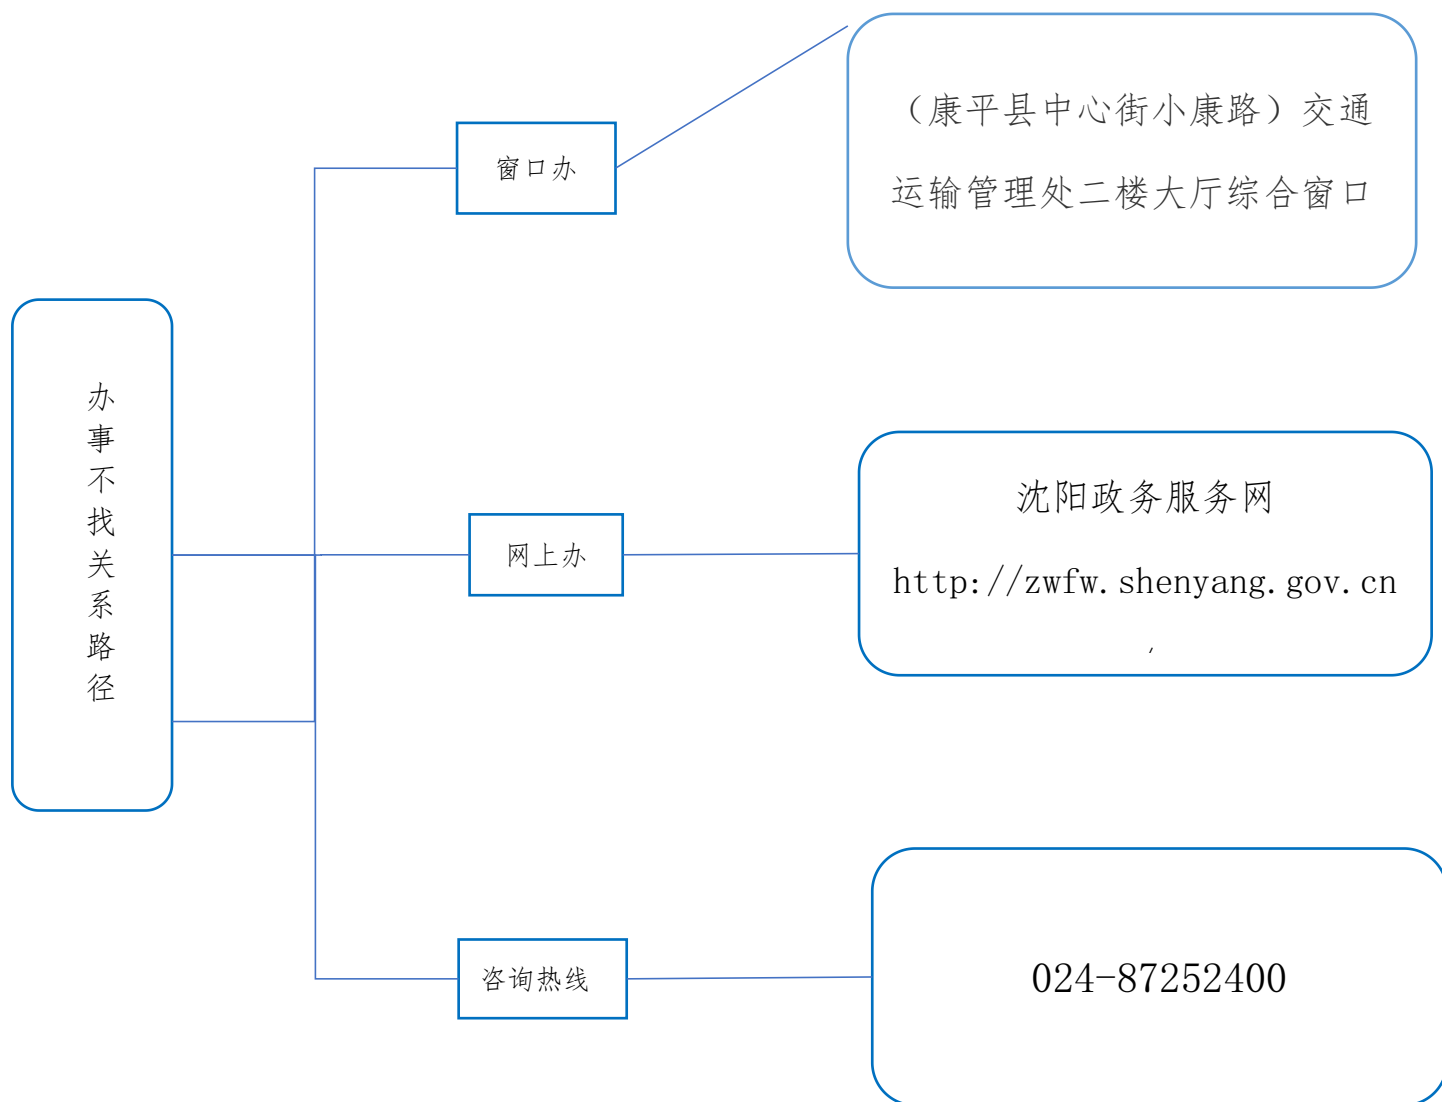 办事不找关系路径
窗口办
（康平县中心街小康路）交通
运输管理处二楼大厅综合窗口
网上办
沈阳政务服务网
http://zwfw.shenyang.gov.cn
,
咨询热线
024-87252400